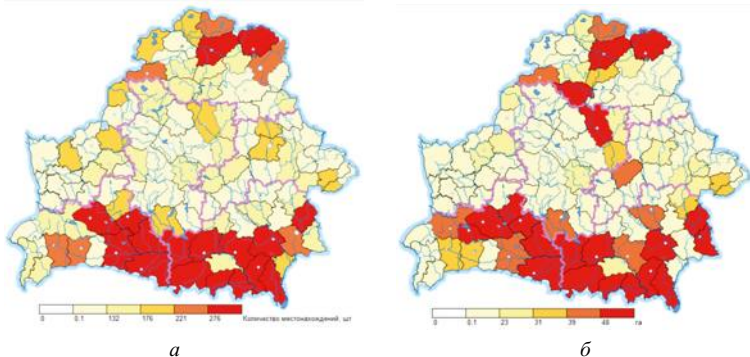 0 0.1 132 176 221 276 Количество местонахождений, шт
0 0.1 23 31 39 48 га
а
б